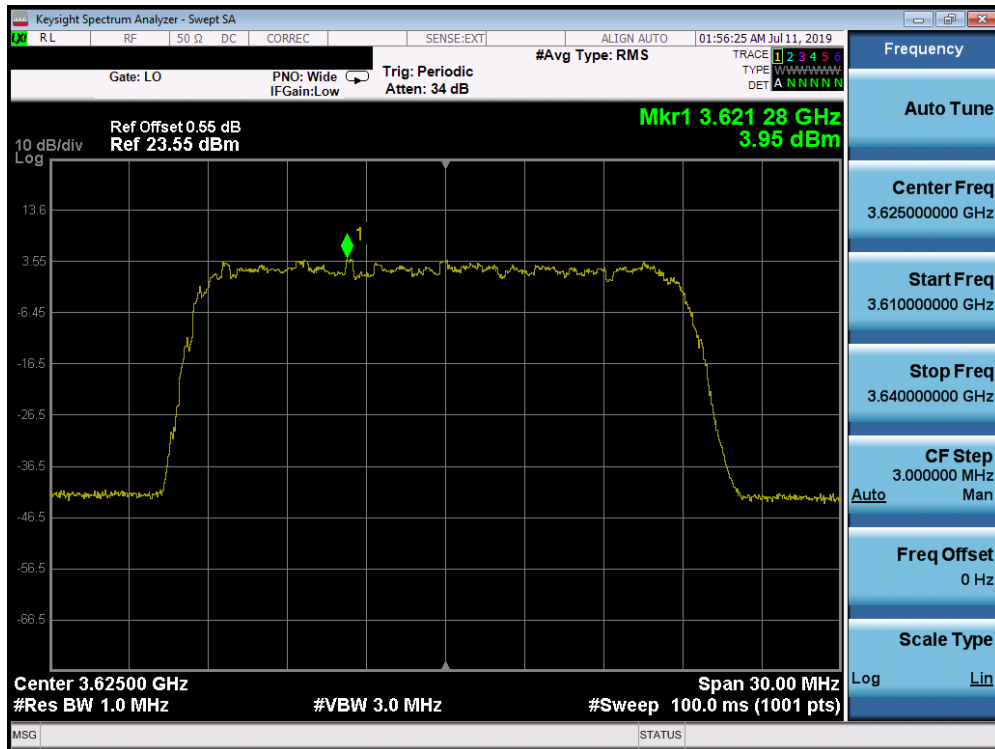 Keysight Spectrum Analyzer - Swept SA
LXI RL RF 50 Ω DC CORREC SENSE:EXT ALIGN AUTO 01:56:25 AM Jul 11, 2019
Gate: LO
PNO: Wide
IFGain:Low
Trig: Periodic
Atten: 34 dB
#Avg Type: RMS
TRACE 1 2 3 4 5 6
TYPE WWWWWWW
DET A N N N N N
Mkr1 3.621 28 GHz
3.95 dBm
10 dB/div
Log
Ref Offset 0.55 dB
Ref 23.55 dBm
13.6
3.55
-6.45
-16.5
-26.5
-36.5
-46.5
-56.5
-66.5
1
Center 3.62500 GHz
#Res BW 1.0 MHz
#VBW 3.0 MHz
Span 30.00 MHz
#Sweep 100.0 ms (1001 pts)
MSG
STATUS
Frequency
Auto Tune
Center Freq
3.625000000 GHz
Start Freq
3.610000000 GHz
Stop Freq
3.640000000 GHz
CF Step
3.000000 MHz
Auto Man
Freq Offset
0 Hz
Scale Type
Log Lin